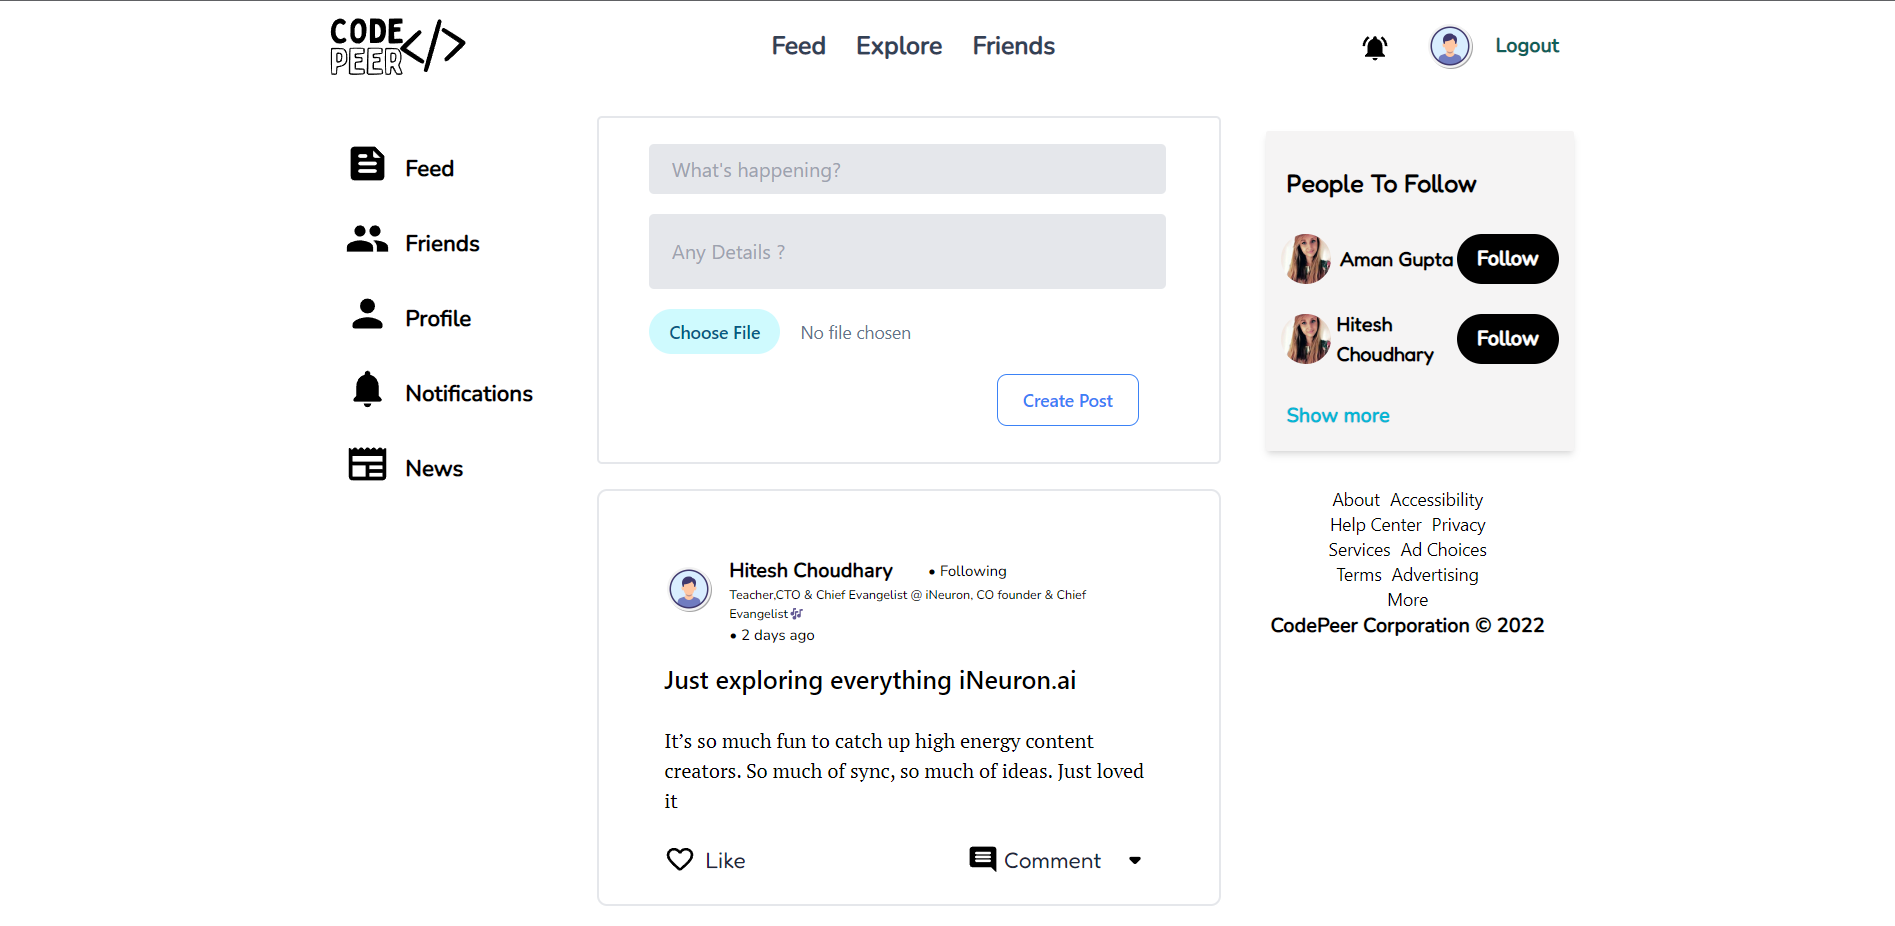 CODE
PEER </>
Feed Explore Friends
Logout
Feed
Friends
Profile
Notifications
News
What's happening?
Any Details ?
Choose File No file chosen
Create Post
Hitesh Choudhary • Following
Teacher,CTO & Chief Evangelist @ iNeuron, CO founder & Chief
Evangelist🎶
• 2 days ago
Just exploring everything iNeuron.ai
It’s so much fun to catch up high energy content
creators. So much of sync, so much of ideas. Just loved
it
Like Comment
People To Follow
Aman Gupta Follow
Hitesh
Choudhary Follow
Show more
About Accessibility
Help Center Privacy
Services Ad Choices
Terms Advertising
More
CodePeer Corporation © 2022